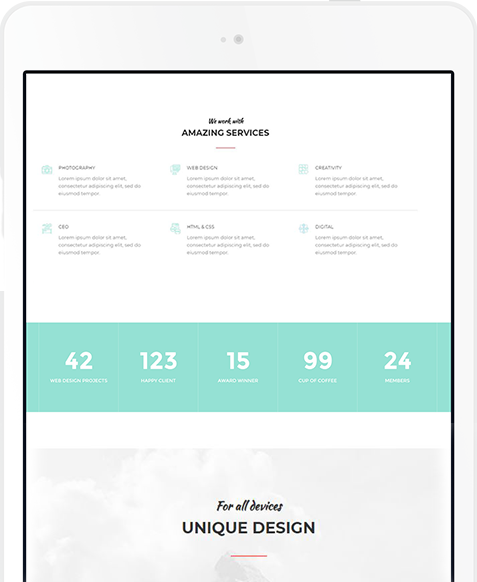 We work with
AMAZING SERVICES
PHOTOGRAPHY
Lorem ipsum dolor sit amet,
consectetur adipiscing elit, sed do
eiusmod tempor.
WEB DESIGN
Lorem ipsum dolor sit amet,
consectetur adipiscing elit, sed do
eiusmod tempor.
CREATIVITY
Lorem ipsum dolor sit amet,
consectetur adipiscing elit, sed do
eiusmod tempor.
CEO
Lorem ipsum dolor sit amet,
consectetur adipiscing elit, sed do
eiusmod tempor.
HTML & CSS
Lorem ipsum dolor sit amet,
consectetur adipiscing elit, sed do
eiusmod tempor.
DIGITAL
Lorem ipsum dolor sit amet,
consectetur adipiscing elit, sed do
eiusmod tempor.
42
WEB DESIGN PROJECTS
123
HAPPY CLIENT
15
AWARD WINNER
99
CUP OF COFFEE
24
MEMBERS
For all devices
UNIQUE DESIGN